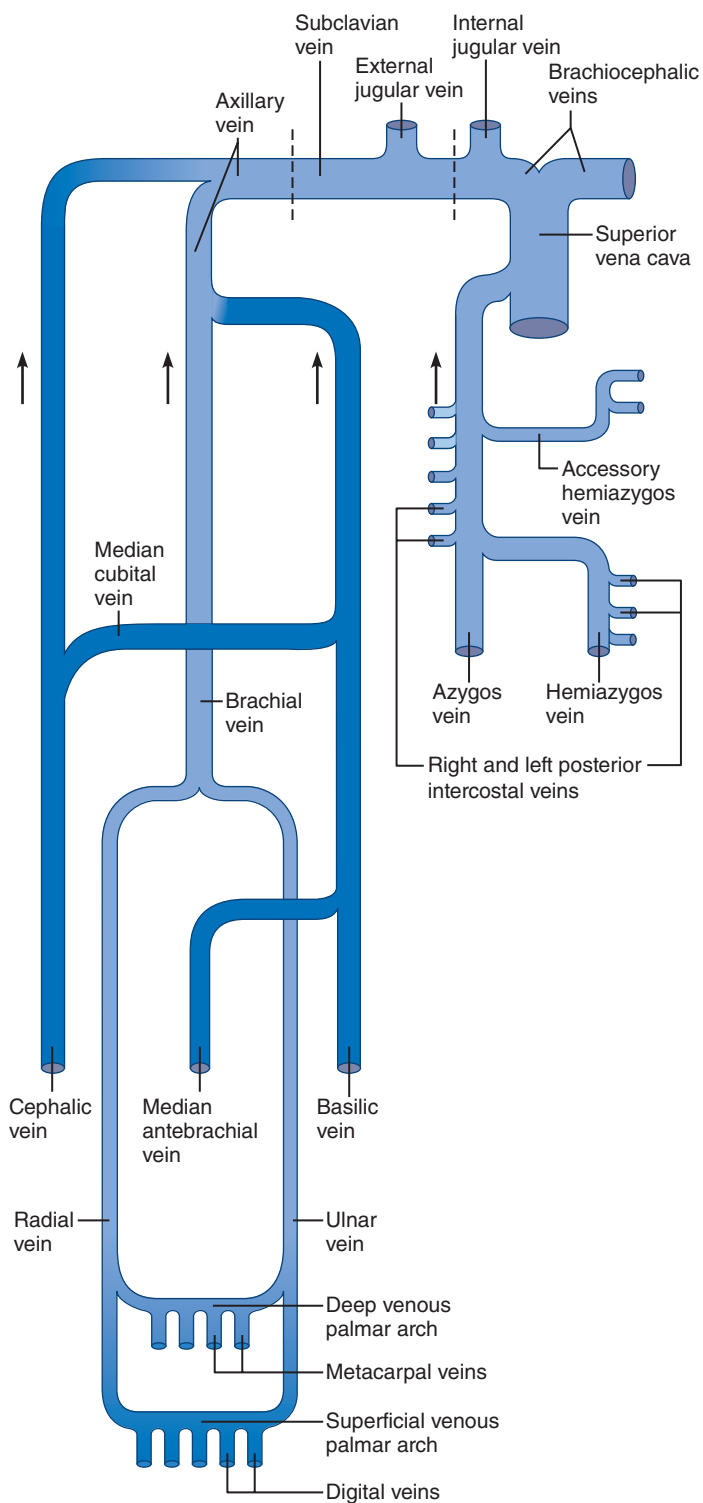 Subclavian
vein
Internal
jugular vein
External
jugular vein
Brachiocephalic
veins
Axillary
vein
Superior
vena cava
Accessory
hemiazygos
vein
Median
cubital
vein
Brachial
vein
Azygos
vein
Hemiazygos
vein
Right and left posterior
intercostal veins
Cephalic
vein
Median
antebrachial
vein
Basilic
vein
Radial
vein
Ulnar
vein
Deep venous
palmar arch
Metacarpal veins
Superficial venous
palmar arch
Digital veins